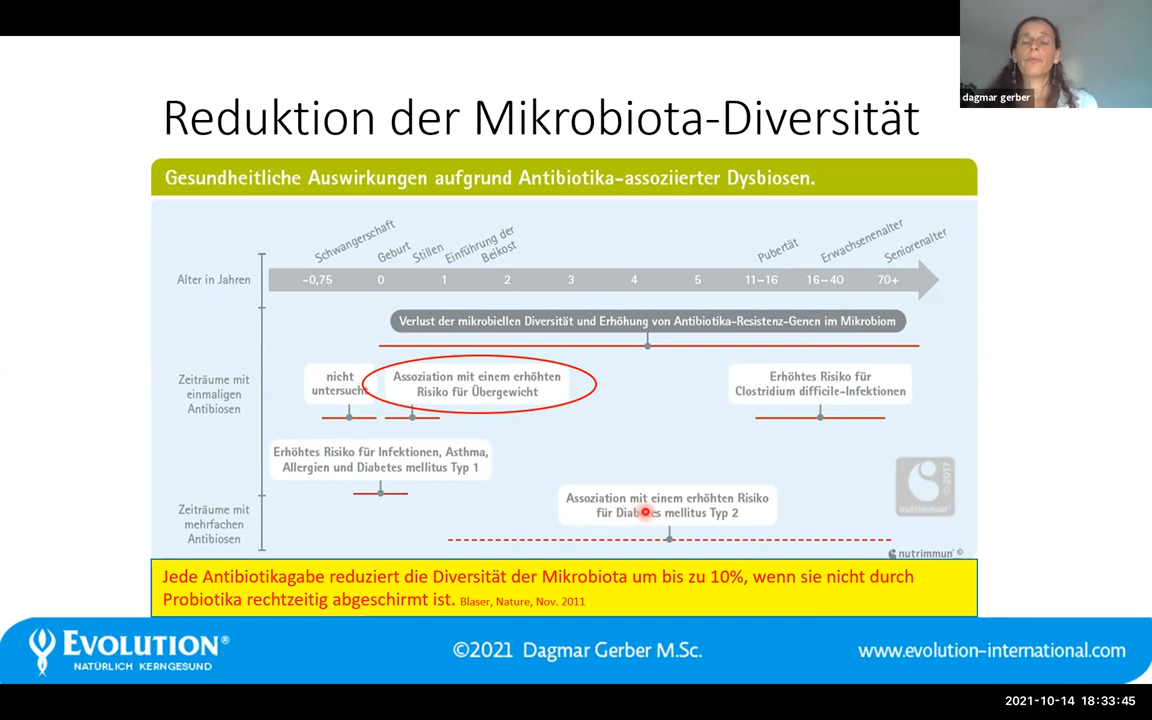 dagmar gerber
Reduktion der Mikrobiota-Diversität
Gesundheitliche Auswirkungen aufgrund Antibiotika-assoziierter Dysbiosen.
Schwangerschaft
Geburt
Stillen
Einführung der
Beikost
Pubertät
Erwachsenenalter
Seniorenalter
Alter in Jahren
-0,75 0 1 2 3 4 5 11–16 16–40 70+
Verlust der mikrobiellen Diversität und Erhöhung von Antibiotika-Resistenz-Genen im Mikrobiom
Zeiträume mit
einmaligen
Antibiosen
nicht
untersucht
Assoziation mit einem erhöhten
Risiko für Übergewicht
Erhöhtes Risiko für
Clostridium difficile-Infektionen
Erhöhtes Risiko für Infektionen, Asthma,
Allergien und Diabetes mellitus Typ 1
Zeiträume mit
mehrfachen
Antibiosen
Assoziation mit einem erhöhten Risiko
für Diabetes mellitus Typ 2
©2017
nutrimmun®
nutrimmun®©
Jede Antibiotikagabe reduziert die Diversität der Mikrobiota um bis zu 10%, wenn sie nicht durch
Probiotika rechtzeitig abgeschirmt ist. Blaser, Nature, Nov. 2011
EVOLUTION®
NATÜRLICH KERNGESUND
©2021 Dagmar Gerber M.Sc.
www.evolution-international.com
2021-10-14 18:33:45